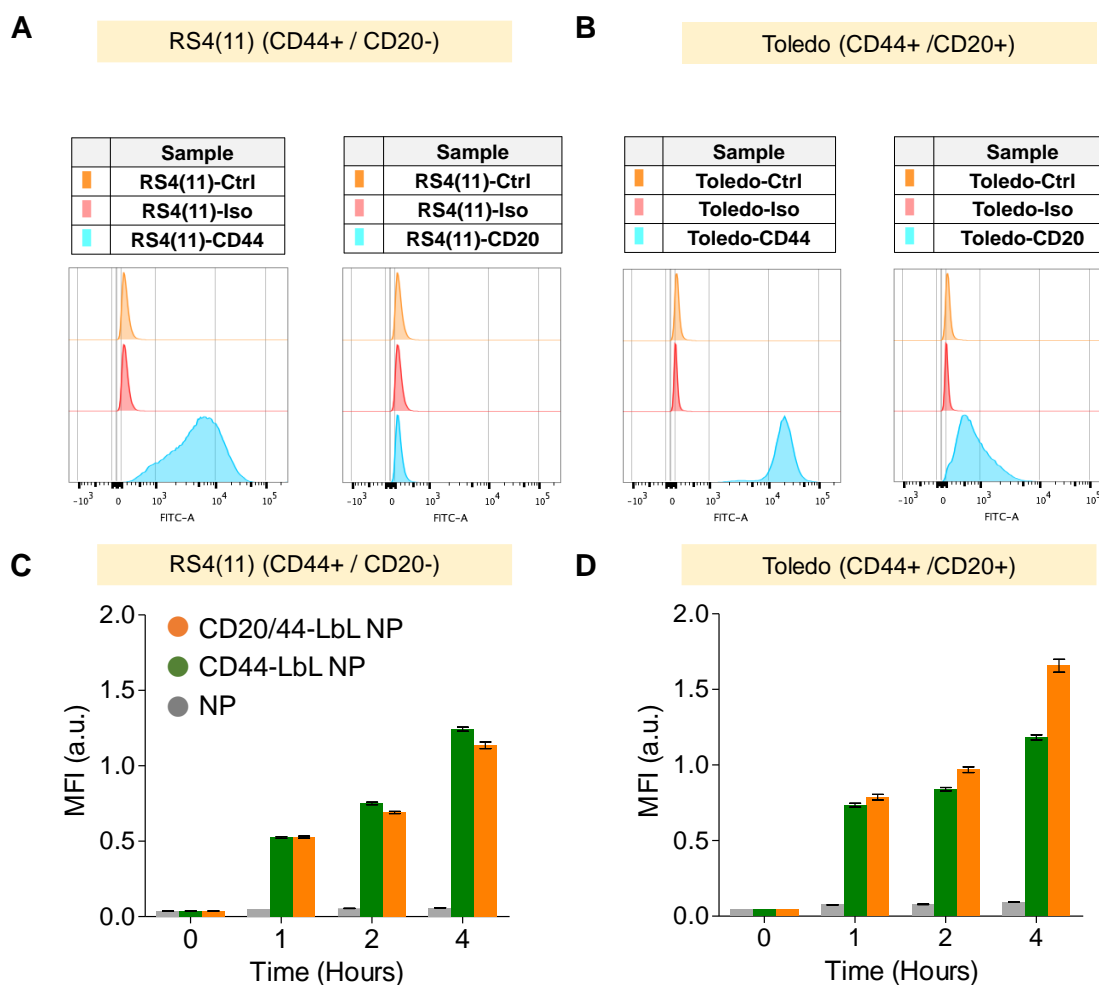 A
RS4(11) (CD44+ / CD20-)
Sample
RS4(11)-Ctrl
RS4(11)-Iso
RS4(11)-CD44
-10³ 0 10³ 10⁴ 10⁵
FITC-A
Sample
RS4(11)-Ctrl
RS4(11)-Iso
RS4(11)-CD20
-10³ 0 10³ 10⁴ 10⁵
FITC-A
B
Toledo (CD44+ /CD20+)
Sample
Toledo-Ctrl
Toledo-Iso
Toledo-CD44
-10³ 0 10³ 10⁴ 10⁵
FITC-A
Sample
Toledo-Ctrl
Toledo-Iso
Toledo-CD20
-10³ 0 10³ 10⁴ 10⁵
FITC-A
C
RS4(11) (CD44+ / CD20-)
CD20/44-LbL NP
CD44-LbL NP
NP
MFI (a.u.)
2.0
1.5
1.0
0.5
0.0
0 1 2 4
Time (Hours)
D
Toledo (CD44+ /CD20+)
MFI (a.u.)
2.0
1.5
1.0
0.5
0.0
0 1 2 4
Time (Hours)